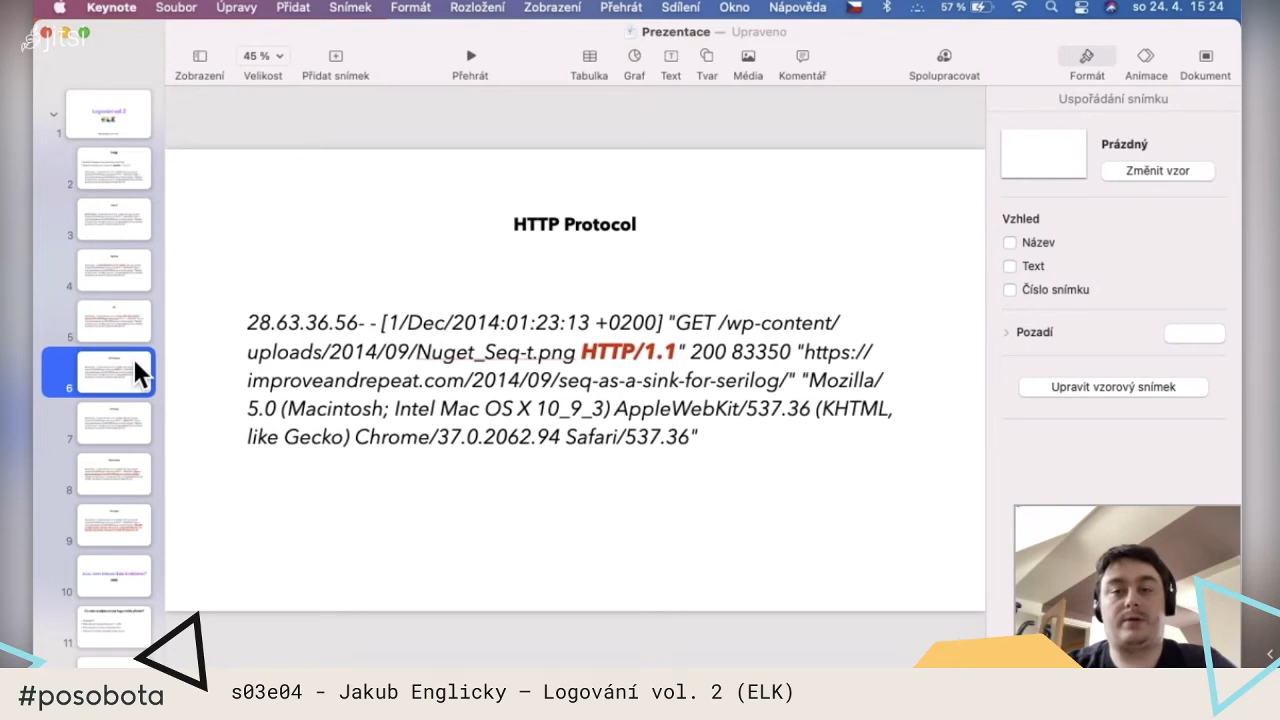 Keynote Soubor Úpravy Přidat Snímek Formát Rozložení Zobrazení Přehrát Sdílení Okno Nápověda 57 % so 24. 4. 15 24
jitsi
Prezentace — Upraveno
45 %
Zobrazení Velikost Přidat snímek Přehrát Tabulka Graf Text Tvar Média Komentář Spolupracovat Formát Animace Dokument
Uspořádání snímku
Prázdný
Změnit vzor
Vzhled
Název
Text
Číslo snímku
Pozadí
Upravit vzorový snímek
1
2
3
4
5
6
7
8
9
10
11
HTTP Protocol
28.63.36.56- - [1/Dec/2014:01:23:13 +0200] "GET /wp-content/
uploads/2014/09/Nuget_Seq-t.png HTTP/1.1" 200 83350 "https://
improveandrepeat.com/2014/09/seq-as-a-sink-for-serilog/" "Mozilla/
5.0 (Macintosh; Intel Mac OS X 10_9_3) AppleWebKit/537.36 (KHTML,
like Gecko) Chrome/37.0.2062.94 Safari/537.36"
#posobota
s03e04 - Jakub Englicky – Logování vol. 2 (ELK)